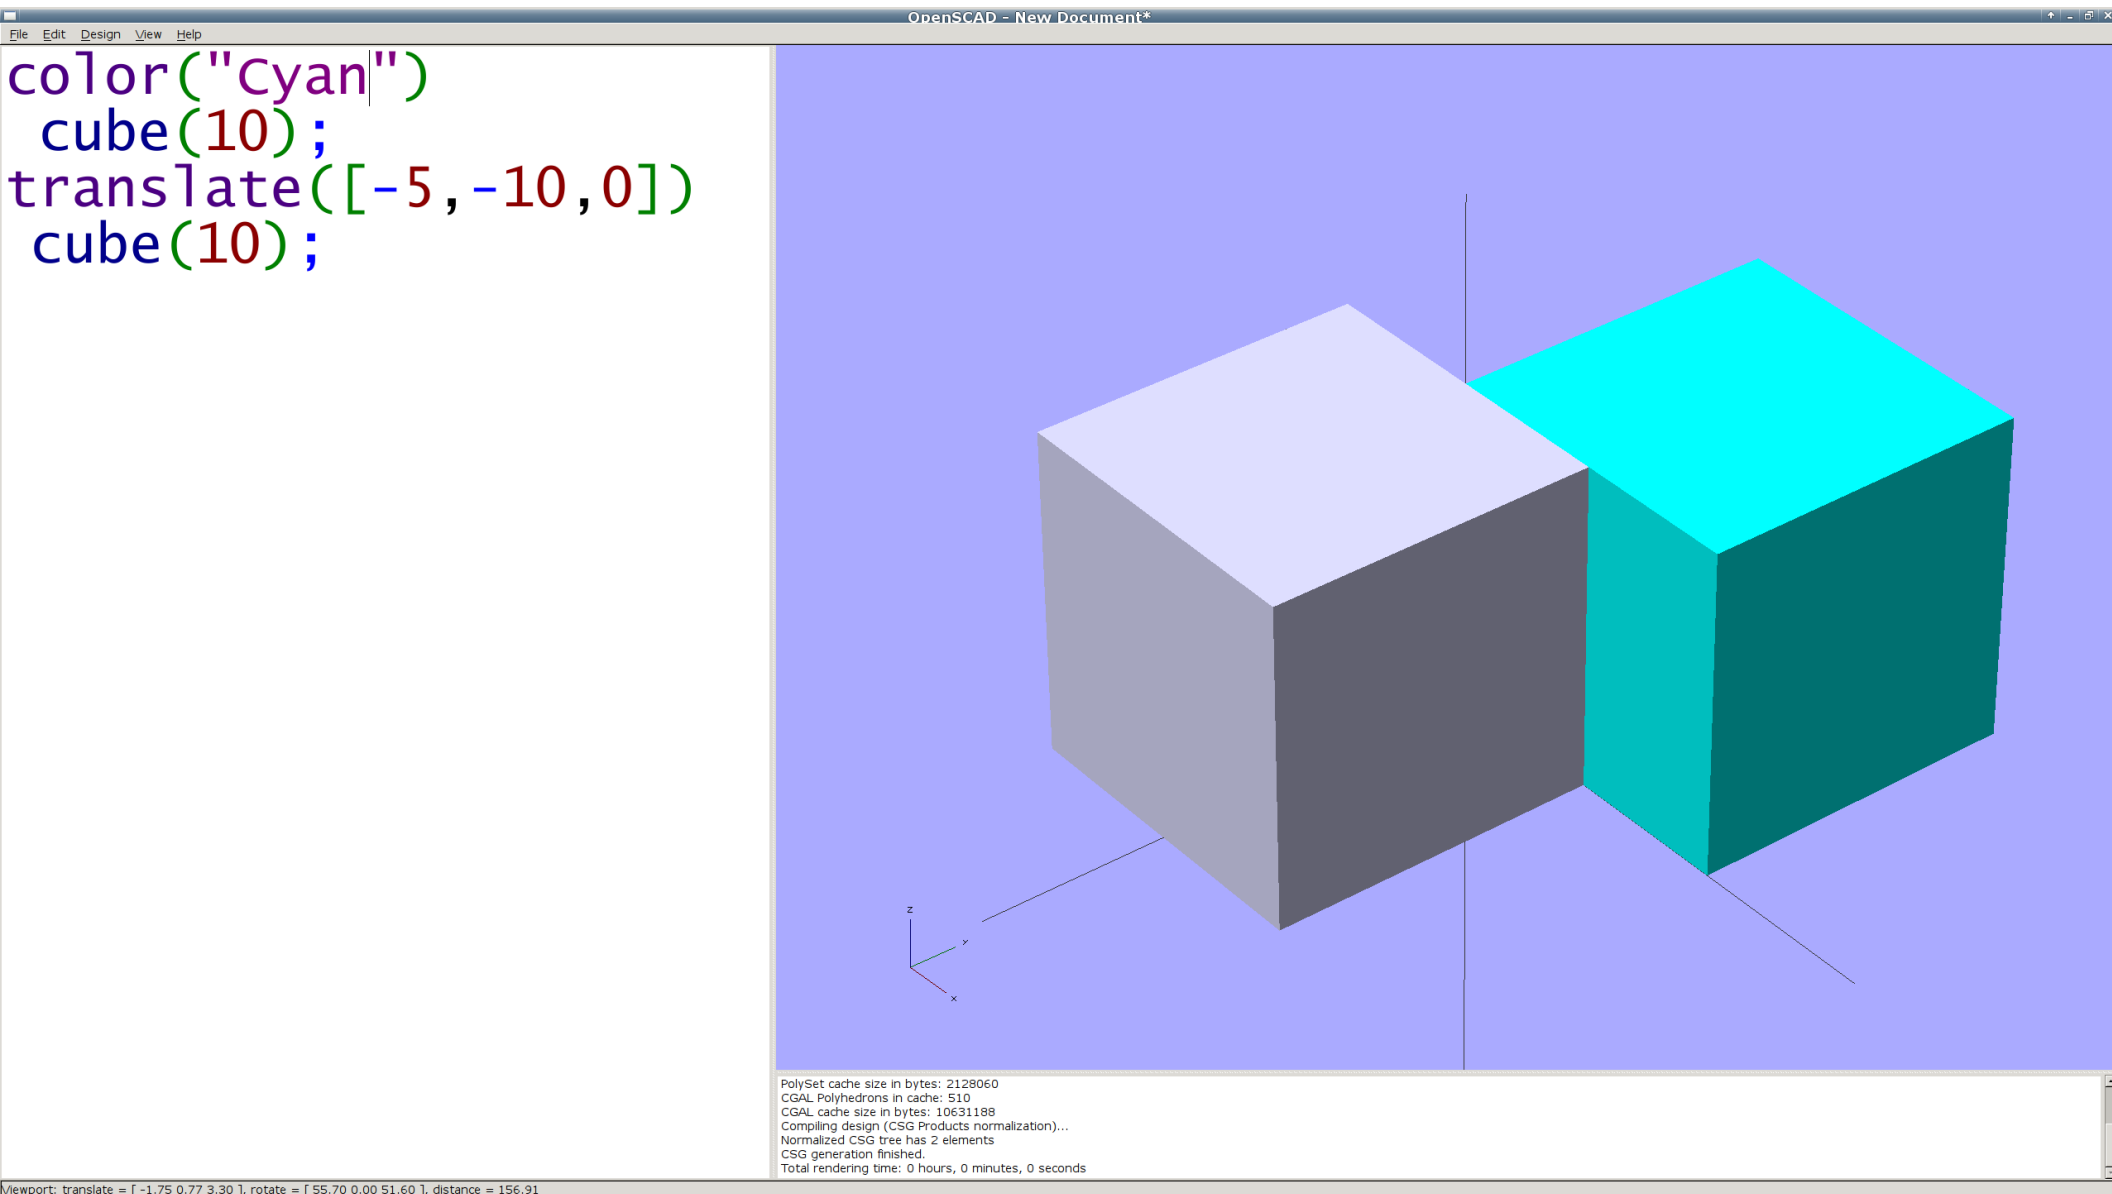 OpenSCAD - New Document*
File Edit Design View Help
color("Cyan")
cube(10);
translate([-5,-10,0])
cube(10);
z
Y
x
PolySet cache size in bytes: 2128060
CGAL Polyhedrons in cache: 510
CGAL cache size in bytes: 10631188
Compiling design (CSG Products normalization)...
Normalized CSG tree has 2 elements
CSG generation finished.
Total rendering time: 0 hours, 0 minutes, 0 seconds
Viewport: translate = [ -1.75 0.77 3.30 ], rotate = [ 55.70 0.00 51.60 ], distance = 156.91